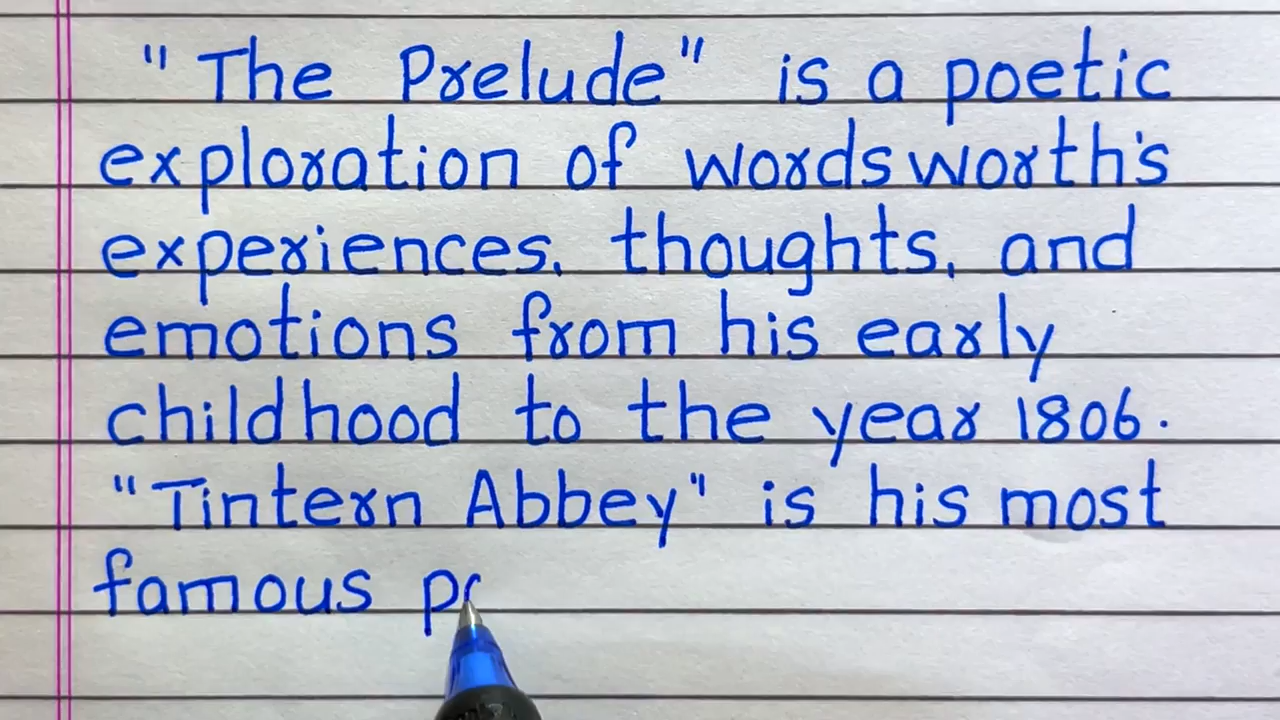 "The Prelude" is a poetic
exploration of wordsworth's
experiences. thoughts, and
emotions from his early
childhood to the year 1806.
"Tintern Abbey" is his most
famous